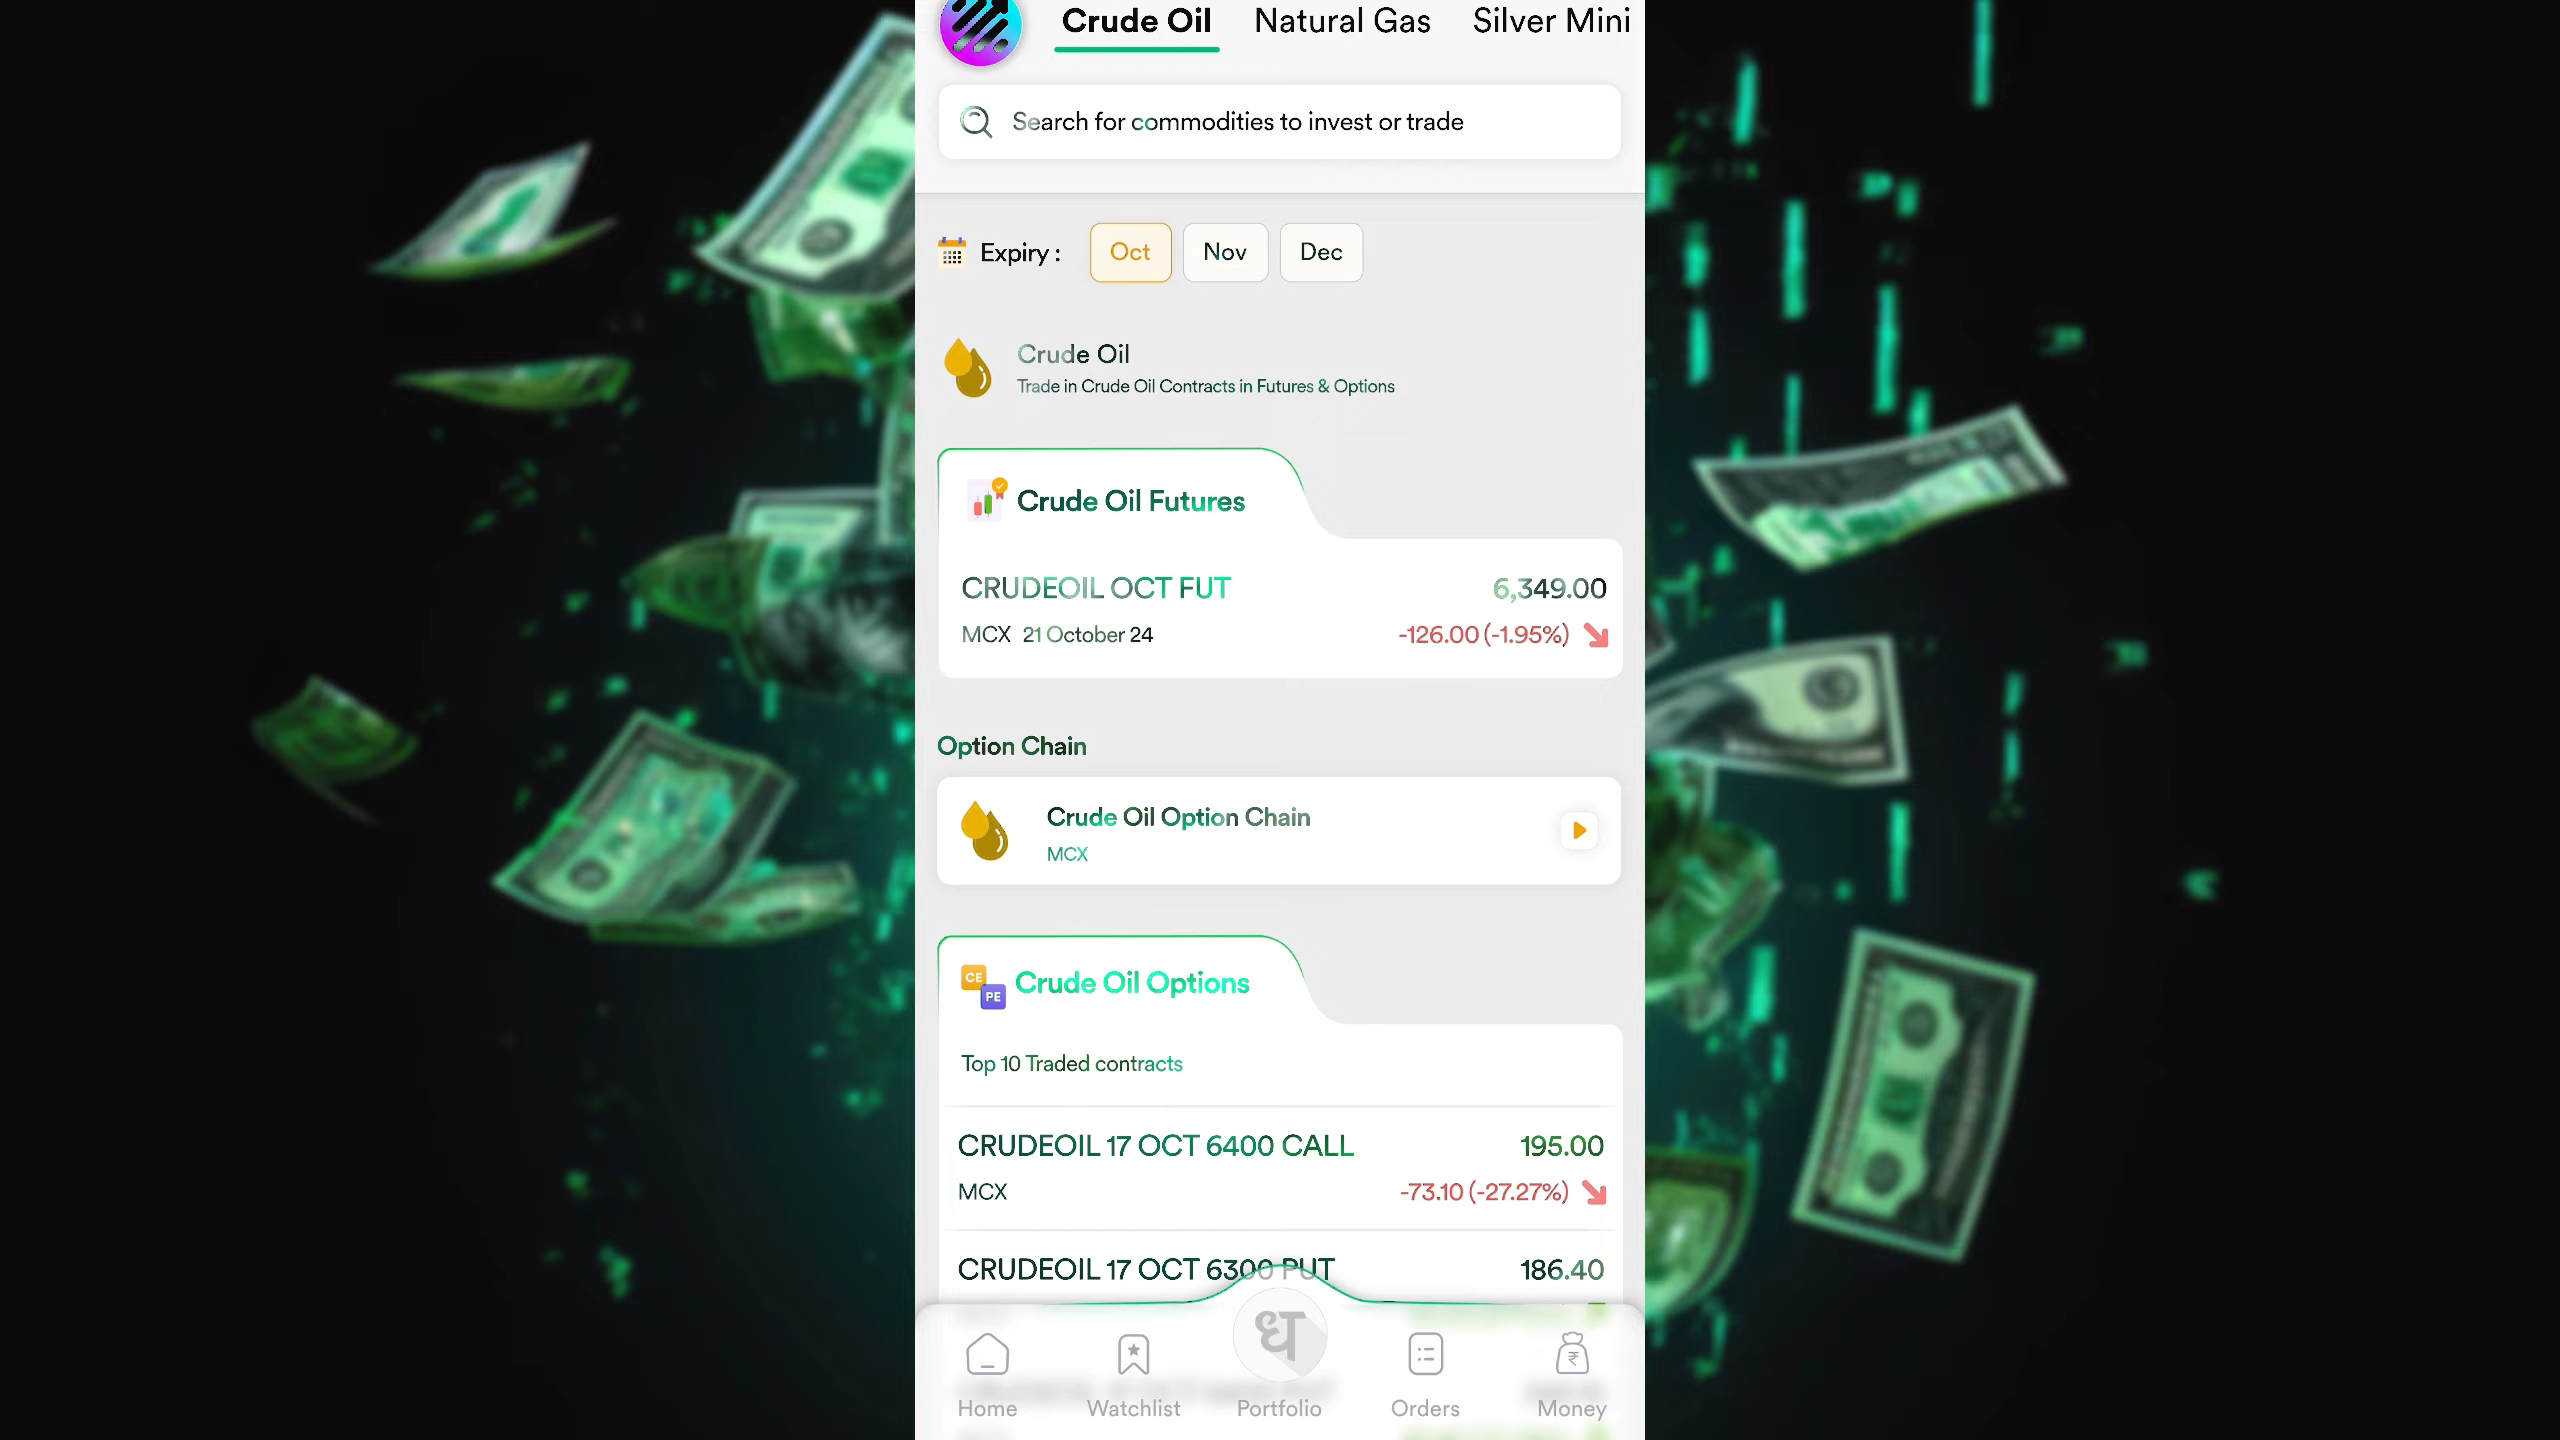 Crude Oil Natural Gas Silver Mini
Search for commodities to invest or trade
Expiry : Oct Nov Dec
Crude Oil
Trade in Crude Oil Contracts in Futures & Options
Crude Oil Futures
CRUDEOIL OCT FUT 6,349.00
MCX 21 October 24 -126.00 (-1.95%)
Option Chain
Crude Oil Option Chain
MCX
CE
PE
Crude Oil Options
Top 10 Traded contracts
CRUDEOIL 17 OCT 6400 CALL 195.00
MCX -73.10 (-27.27%)
CRUDEOIL 17 OCT 6300 PUT 186.40
ध
₹
Home Watchlist Portfolio Orders Money